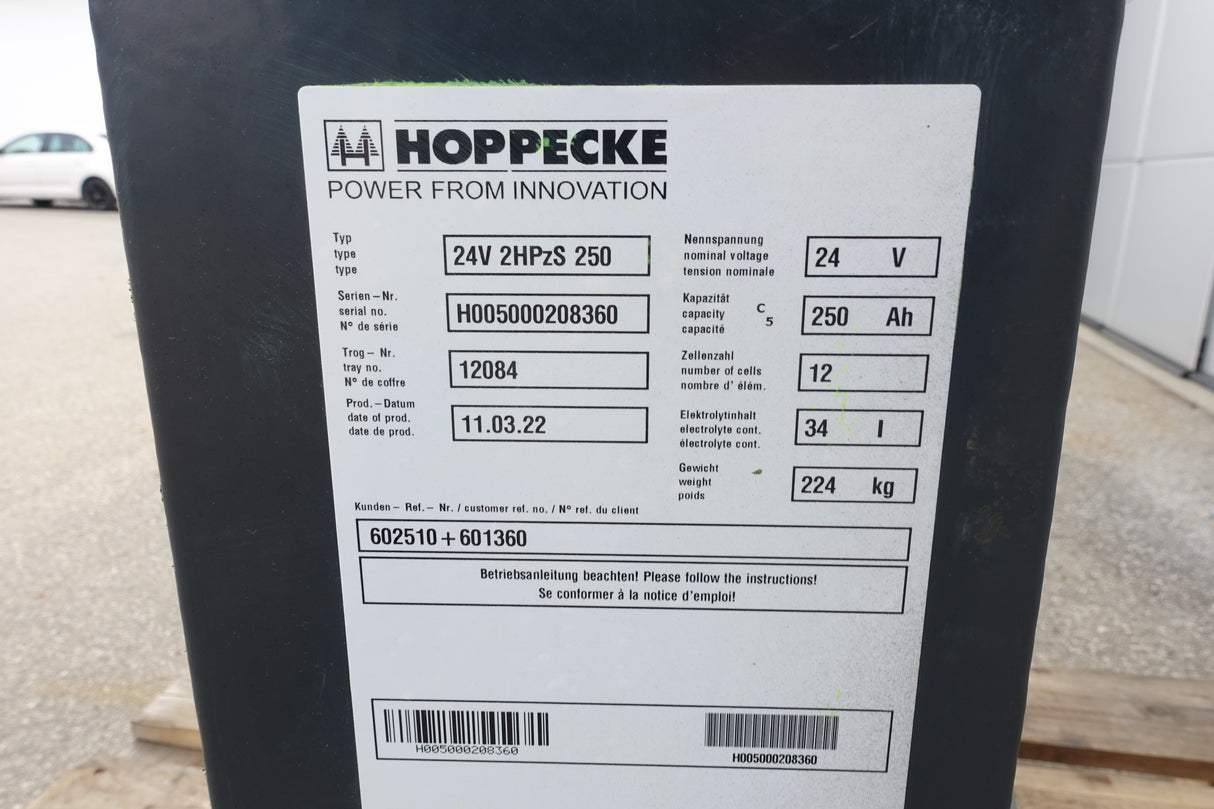 HOPPECKE
POWER FROM INNOVATION
Typ
type
type
24V 2HPzS 250
Serien-Nr.
serial no.
N° de série
H005000208360
Trog- Nr.
tray no.
N° de coffre
12084
Prod.-Datum
date of prod.
date de prod.
11.03.22
Nennspannung
nominal voltage
tension nominale
24 V
Kapazität
capacity
capacité
C5
250 Ah
Zellenzahl
number of cells
nombre d' élém.
12
Elektrolytinhalt
electrolyte cont.
électrolyte cont.
34 l
Gewicht
weight
poids
224 kg
Kunden- Ref.- Nr. / customer ref. no. / N° ref. du client
602510+601360
Betriebsanleitung beachten! Please follow the instructions!
Se conformer à la notice d'emploi!
H005000208360
H005000208360